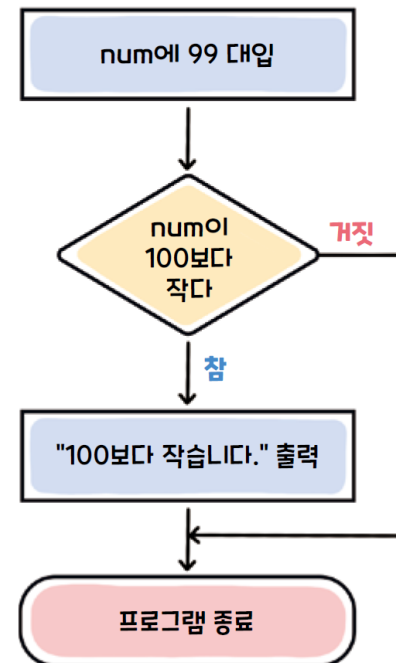 num에 99 대입
num이
100보다
작다
거짓
참
"100보다 작습니다." 출력
프로그램 종료